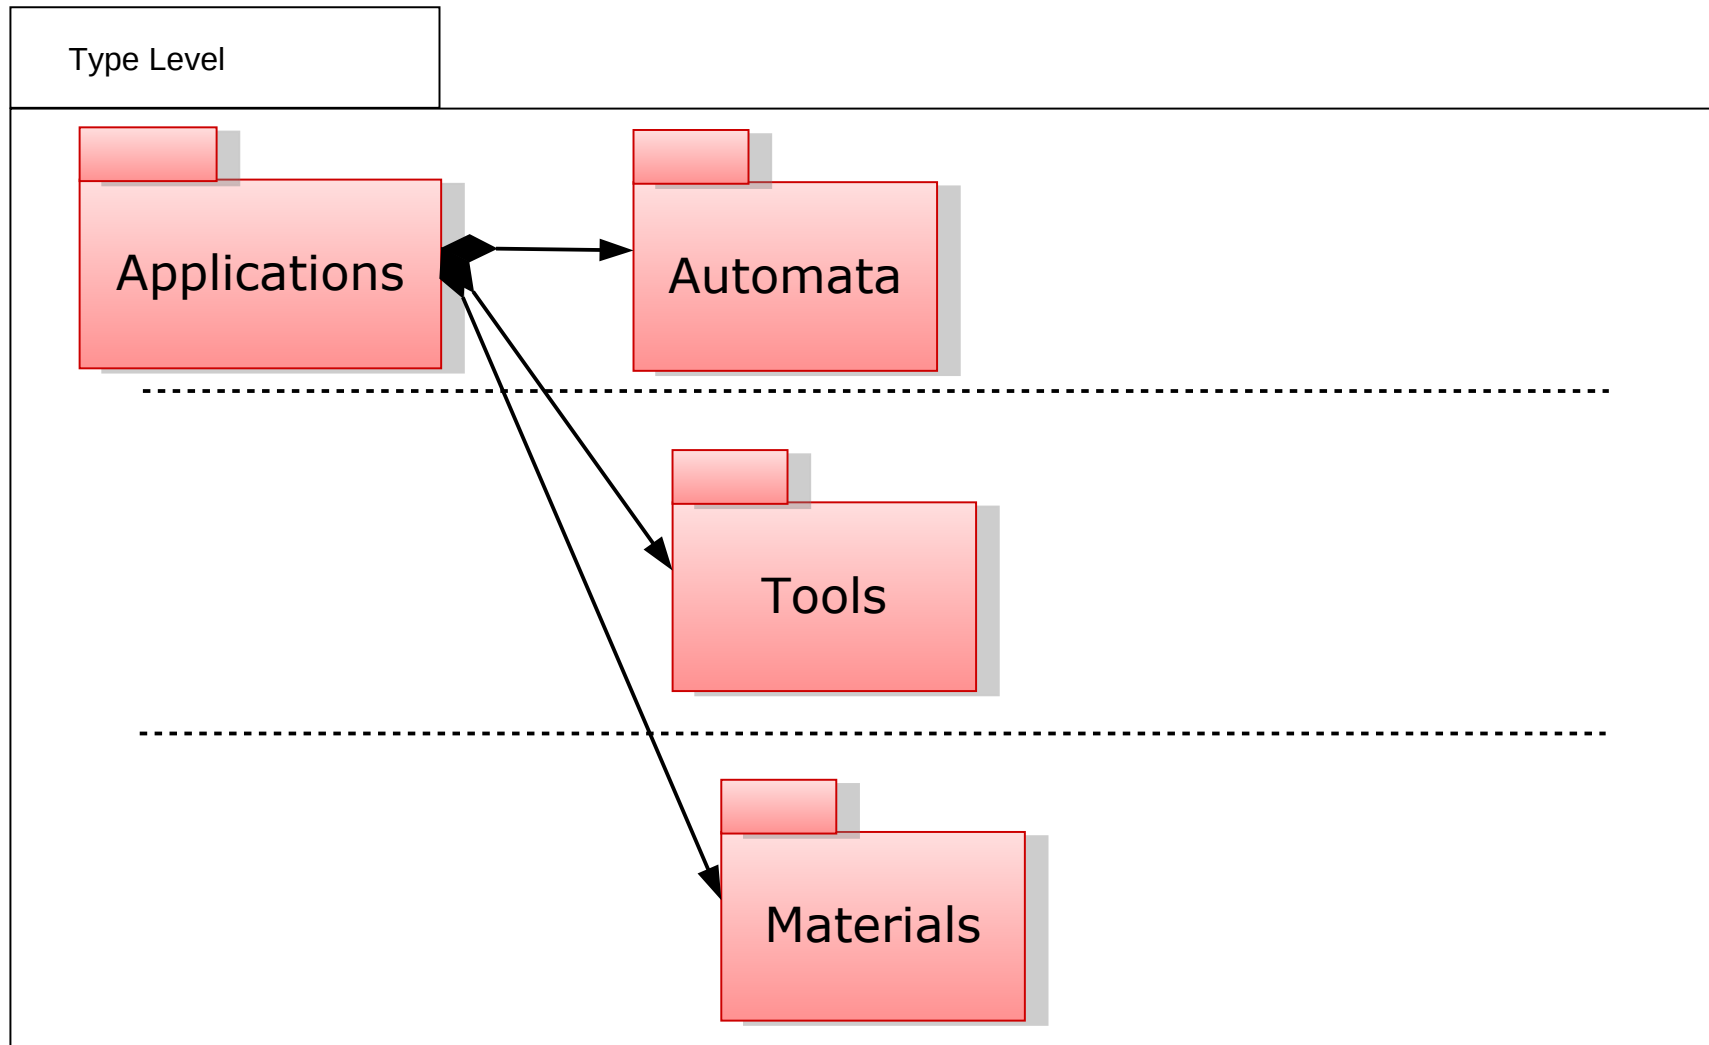 Type Level
Applications
Automata
Tools
Materials